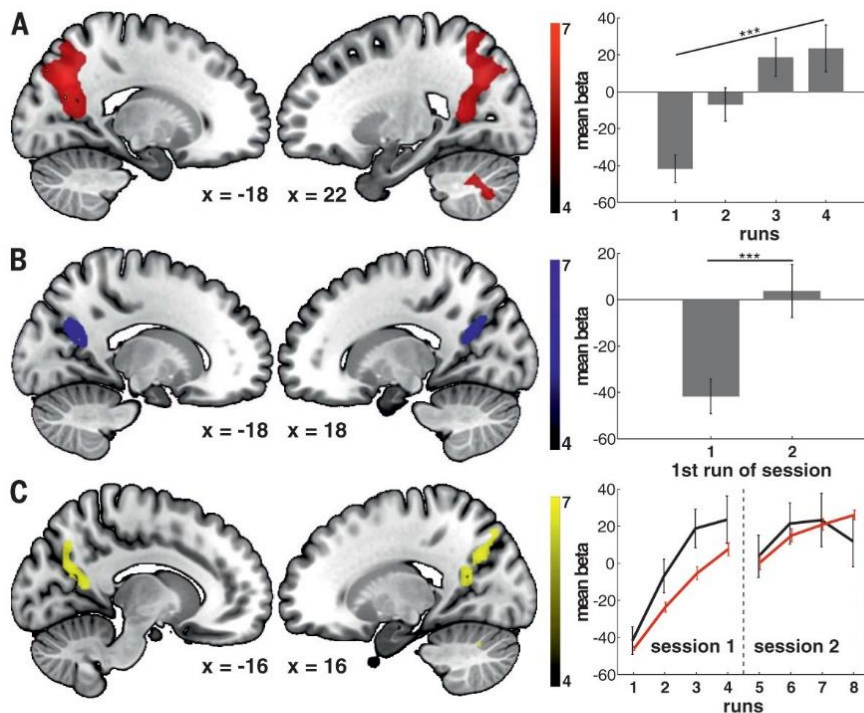 A
x = -18
x = 22
7
4
40
20
0
-20
-40
-60
mean beta
***
1 2 3 4
runs
B
x = -18
x = 18
7
4
20
0
-20
-40
-60
mean beta
***
1 2
1st run of session
C
x = -16
x = 16
7
4
40
20
0
-20
-40
-60
mean beta
session 1
session 2
1 2 3 4 5 6 7 8
runs